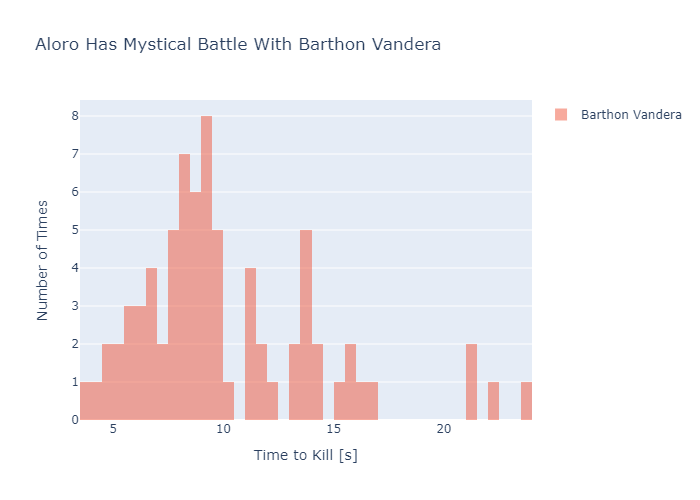 Aloro Has Mystical Battle With Barthon Vandera
Barthon Vandera
8
7
6
5
4
3
2
1
0
Number of Times
5 10 15 20
Time to Kill [s]